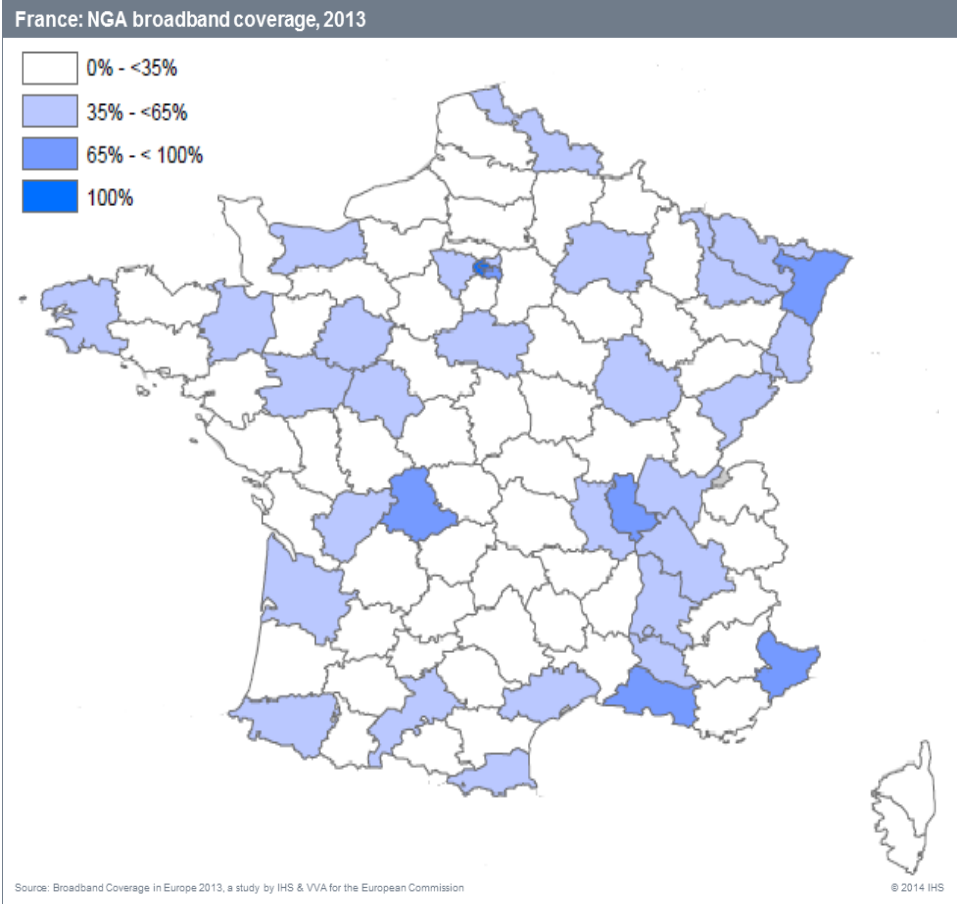 France: NGA broadband coverage, 2013
0% - <35%
35% - <65%
65% - < 100%
100%
Source: Broadband Coverage in Europe 2013, a study by IHS & VVA for the European Commission
© 2014 IHS